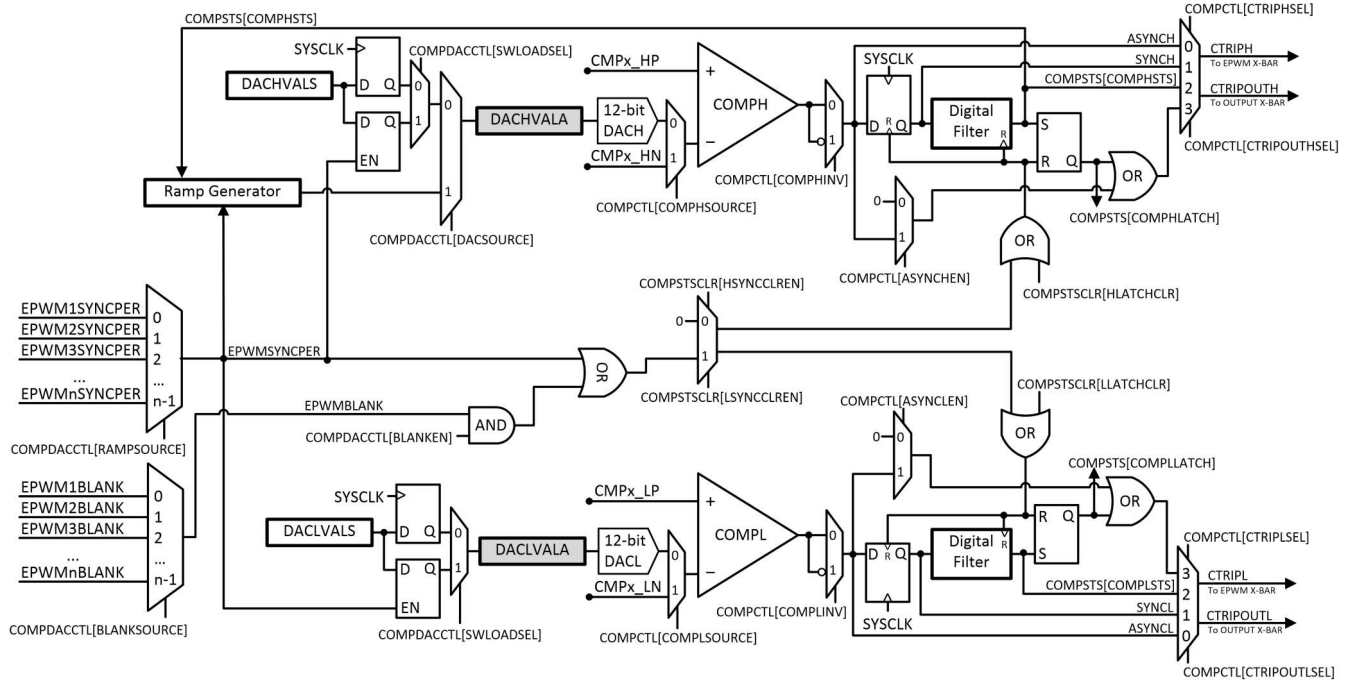 COMPSTS[COMPHSTS]
SYSCLK
D Q
DACHVALS
COMPDACCTL[SWLOADSEL]
0
1
D Q
EN
0
1
Ramp Generator
COMPDACCTL[DACSOURCE]
DACHVALA
CMPx_HP
12-bit
DACH
CMPx_HN
0
1
COMPCTL[COMPHSOURCE]
+
−
COMPH
0
1
COMPCTL[COMPHINV]
SYSCLK
D R Q
Digital
Filter
R
S
R Q
OR
COMPSTS[COMPHLATCH]
0 0
1
COMPCTL[ASYNCHEN]
OR
COMPSTSCLR[HLATCHCLR]
COMPCTL[CTRIPHSEL]
ASYNCH
SYNCH
COMPSTS[COMPHSTS]
0
1
2
3
CTRIPH
To EPWM X-BAR
CTRIPOUTH
To OUTPUT X-BAR
COMPCTL[CTRIPOUTHSEL]
EPWM1SYNCPER
EPWM2SYNCPER
EPWM3SYNCPER
...
EPWMnSYNCPER
0
1
2
...
n-1
COMPDACCTL[RAMPSOURCE]
EPWMSYNCPER
EPWMBLANK
COMPDACCTL[BLANKEN]
AND
OR
COMPSTSCLR[HSYNCCLREN]
0 0
1
COMPSTSCLR[LSYNCCLREN]
EPWM1BLANK
EPWM2BLANK
EPWM3BLANK
...
EPWMnBLANK
0
1
2
...
n-1
COMPDACCTL[BLANKSOURCE]
SYSCLK
D Q
DACLVALS
D Q
EN
0
1
COMPDACCTL[SWLOADSEL]
DACLVALA
CMPx_LP
12-bit
DACL
CMPx_LN
0
1
COMPCTL[COMPLSOURCE]
+
−
COMPL
0
1
COMPCTL[COMPLINV]
COMPCTL[ASYNCLEN]
0 0
1
COMPSTSCLR[LLATCHCLR]
OR
COMPSTS[COMPLLATCH]
D R Q
SYSCLK
Digital
Filter
R
R Q
S
OR
COMPCTL[CTRIPLSEL]
COMPSTS[COMPLSTS]
SYNCL
ASYNCL
3
2
1
0
CTRIPL
To EPWM X-BAR
CTRIPOUTL
To OUTPUT X-BAR
COMPCTL[CTRIPOUTLSEL]